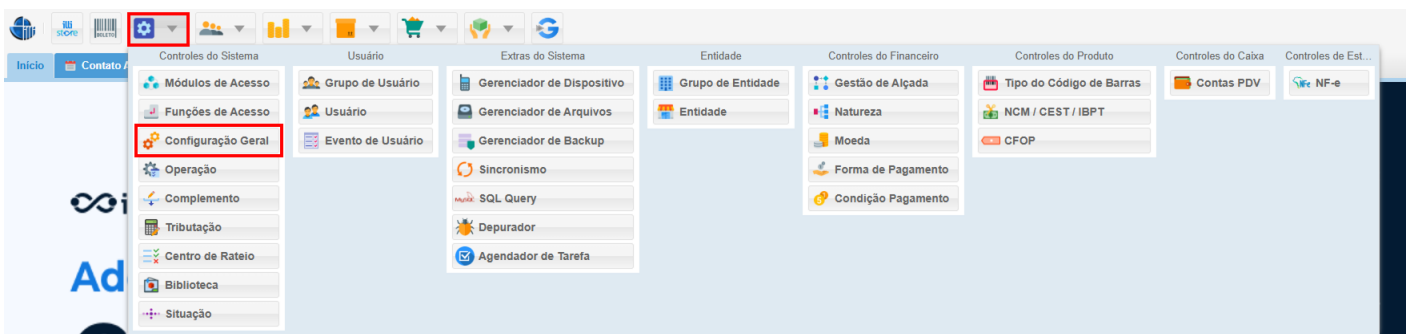 illi
store
BOLETO
Início
Contato A
Controles do Sistema
Módulos de Acesso
Funções de Acesso
Configuração Geral
Operação
Complemento
Tributação
Centro de Rateio
Biblioteca
Situação
Usuário
Grupo de Usuário
Usuário
Evento de Usuário
Extras do Sistema
Gerenciador de Dispositivo
Gerenciador de Arquivos
Gerenciador de Backup
Sincronismo
SQL Query
Depurador
Agendador de Tarefa
Entidade
Grupo de Entidade
Entidade
Controles do Financeiro
Gestão de Alçada
Natureza
Moeda
Forma de Pagamento
Condição Pagamento
Controles do Produto
Tipo do Código de Barras
NCM / CEST / IBPT
CFOP
Controles do Caixa
Contas PDV
Controles de Est...
NF-e
i
Ad